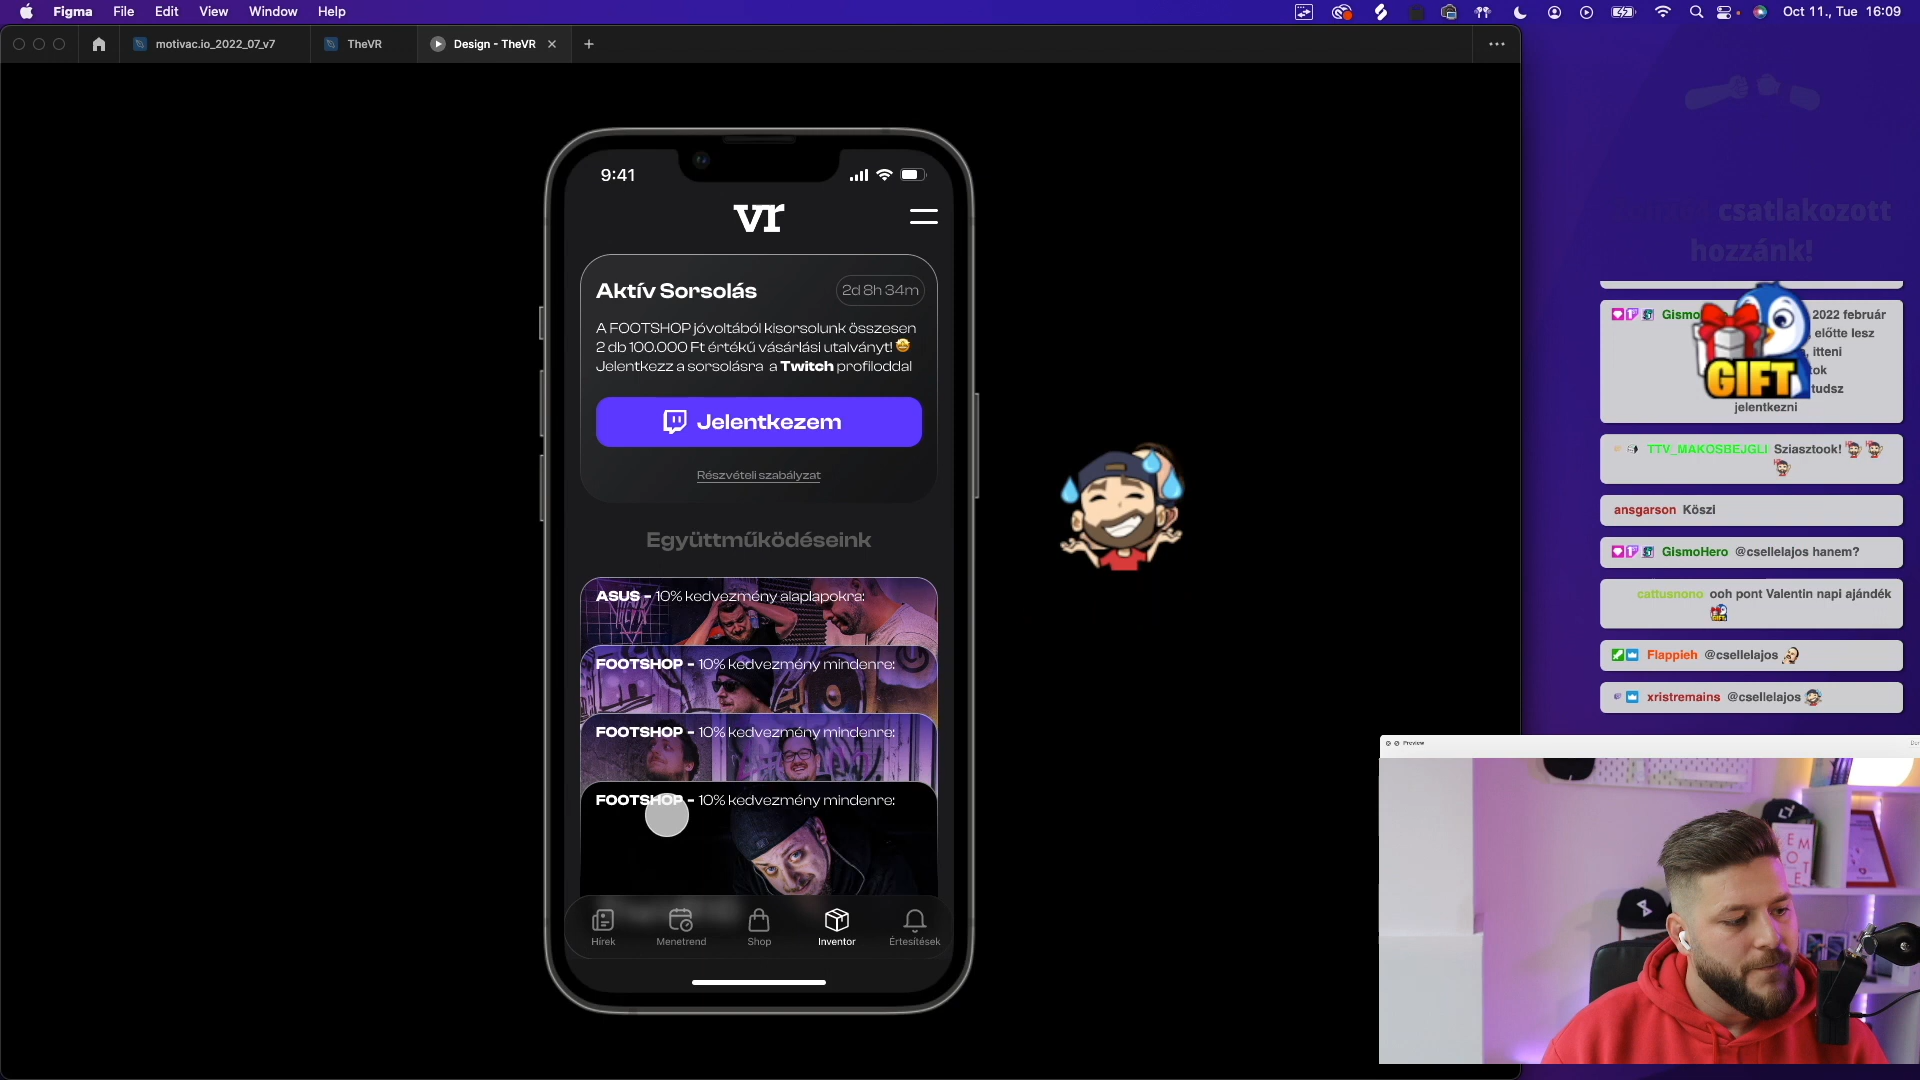 Figma File Edit View Window Help
Oct 11., Tue 16:09
motivac.io_2022_07_v7
TheVR
Design - TheVR
9:41
vr
Aktív Sorsolás
2d 8h 34m
A FOOTSHOP jóvoltából kisorsolunk összesen
2 db 100.000 Ft értékű vásárlási utalványt!
Jelentkezz a sorsolásra a Twitch profiloddal
Jelentkezem
Részvételi szabályzat
Együttműködéseink
ASUS - 10% kedvezmény alaplapokra:
FOOTSHOP - 10% kedvezmény mindenre:
FOOTSHOP - 10% kedvezmény mindenre:
FOOTSHOP - 10% kedvezmény mindenre:
Hírek
Menetrend
Shop
Inventor
Értesítések
csatlakozott
hozzánk!
2022 február
előtte lesz
itteni
tudsz
jelentkezni
GIFT
TTV_MAKOSBEJGLI Sziasztook!
ansgarson Köszi
GismoHero @csellelajos hanem?
cattusnono ooh pont Valentin napi ajándék
GIFT
Flappieh @csellelajos
xristremains @csellelajos
Preview